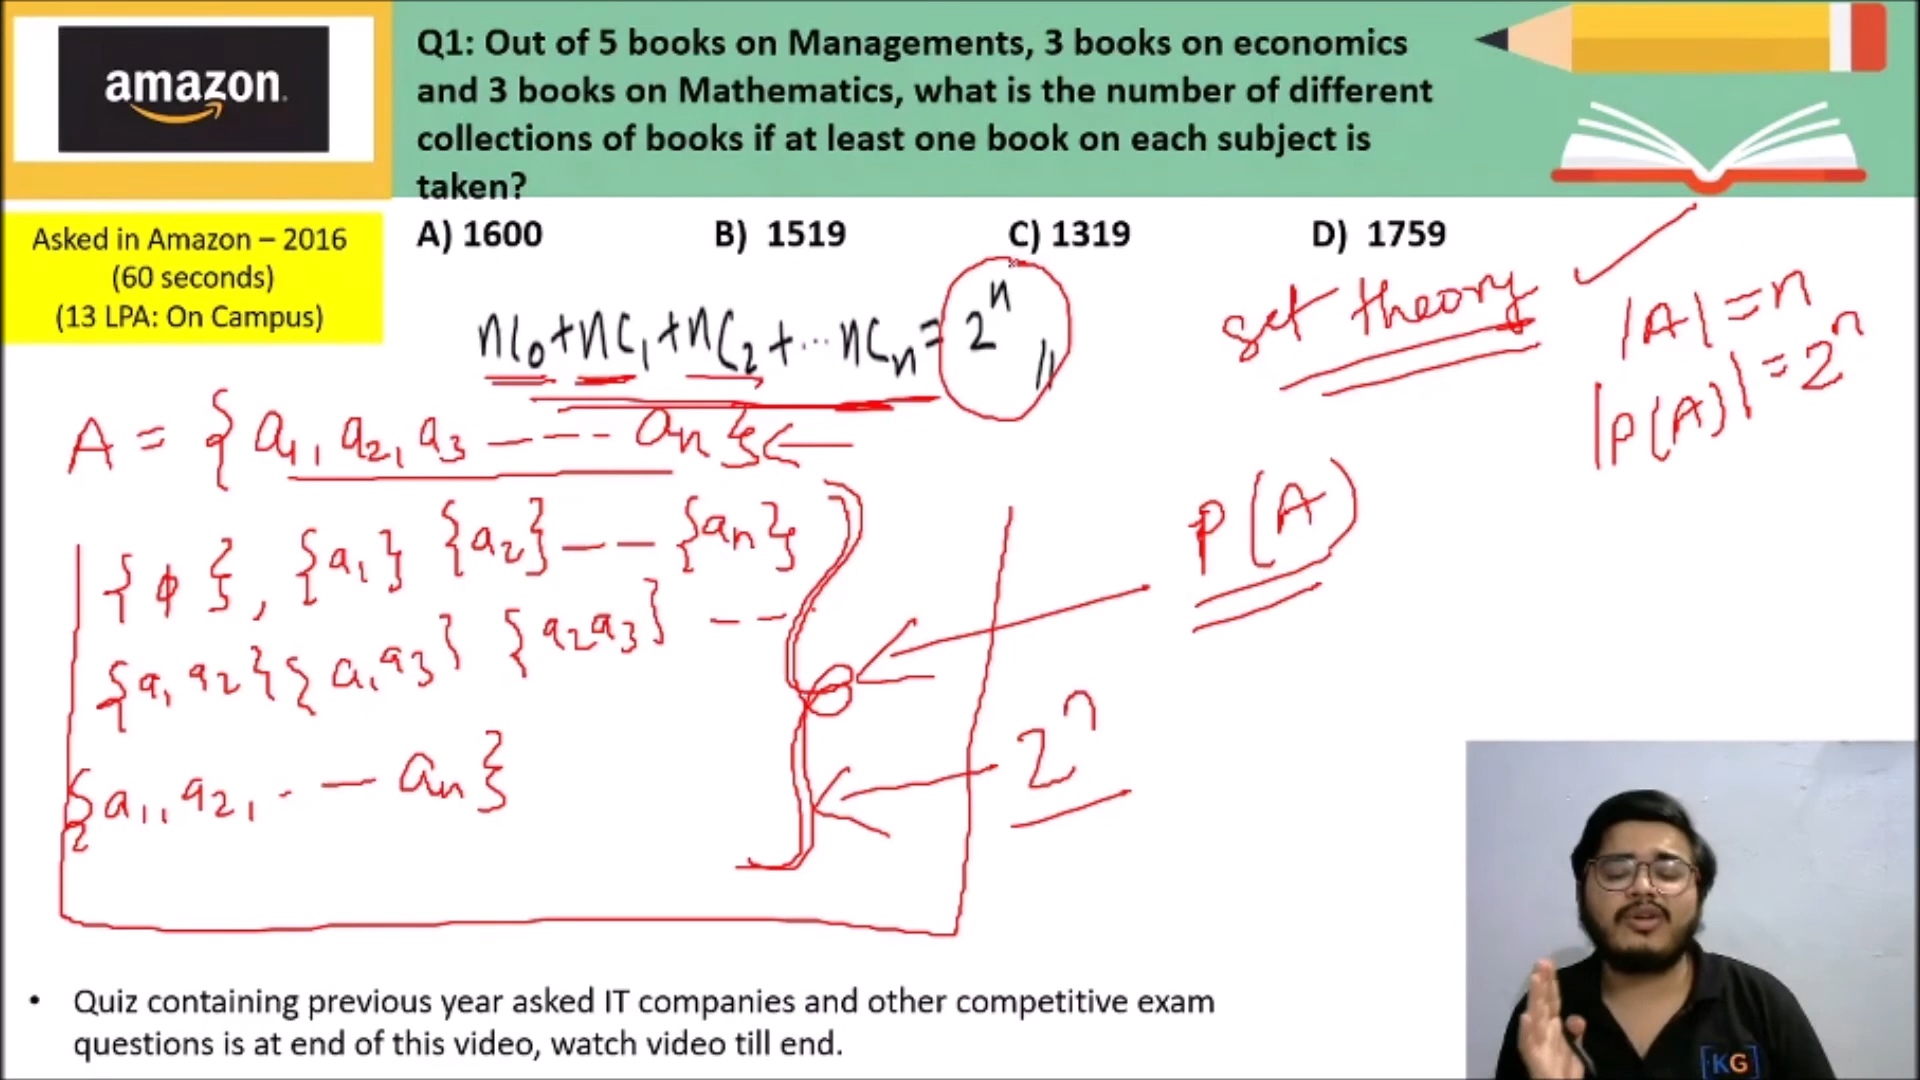 amazon
Q1: Out of 5 books on Managements, 3 books on economics
and 3 books on Mathematics, what is the number of different
collections of books if at least one book on each subject is
taken?
A) 1600 B) 1519 C) 1319 D) 1759
Asked in Amazon – 2016
(60 seconds)
(13 LPA: On Campus)
nC₀+nC₁+nC₂+...nCₙ=2ⁿ
set theory
|A|=n
|P(A)|=2ⁿ
A = {a₁, a₂, a₃ ---- aₙ}
{ϕ}, {a₁} {a₂} -- {aₙ}
{a₁ a₂} {a₁ a₃} {a₂ a₃} --
{a₁, a₂, - - aₙ}
P(A)
2ⁿ
• Quiz containing previous year asked IT companies and other competitive exam
questions is at end of this video, watch video till end.
[KG]